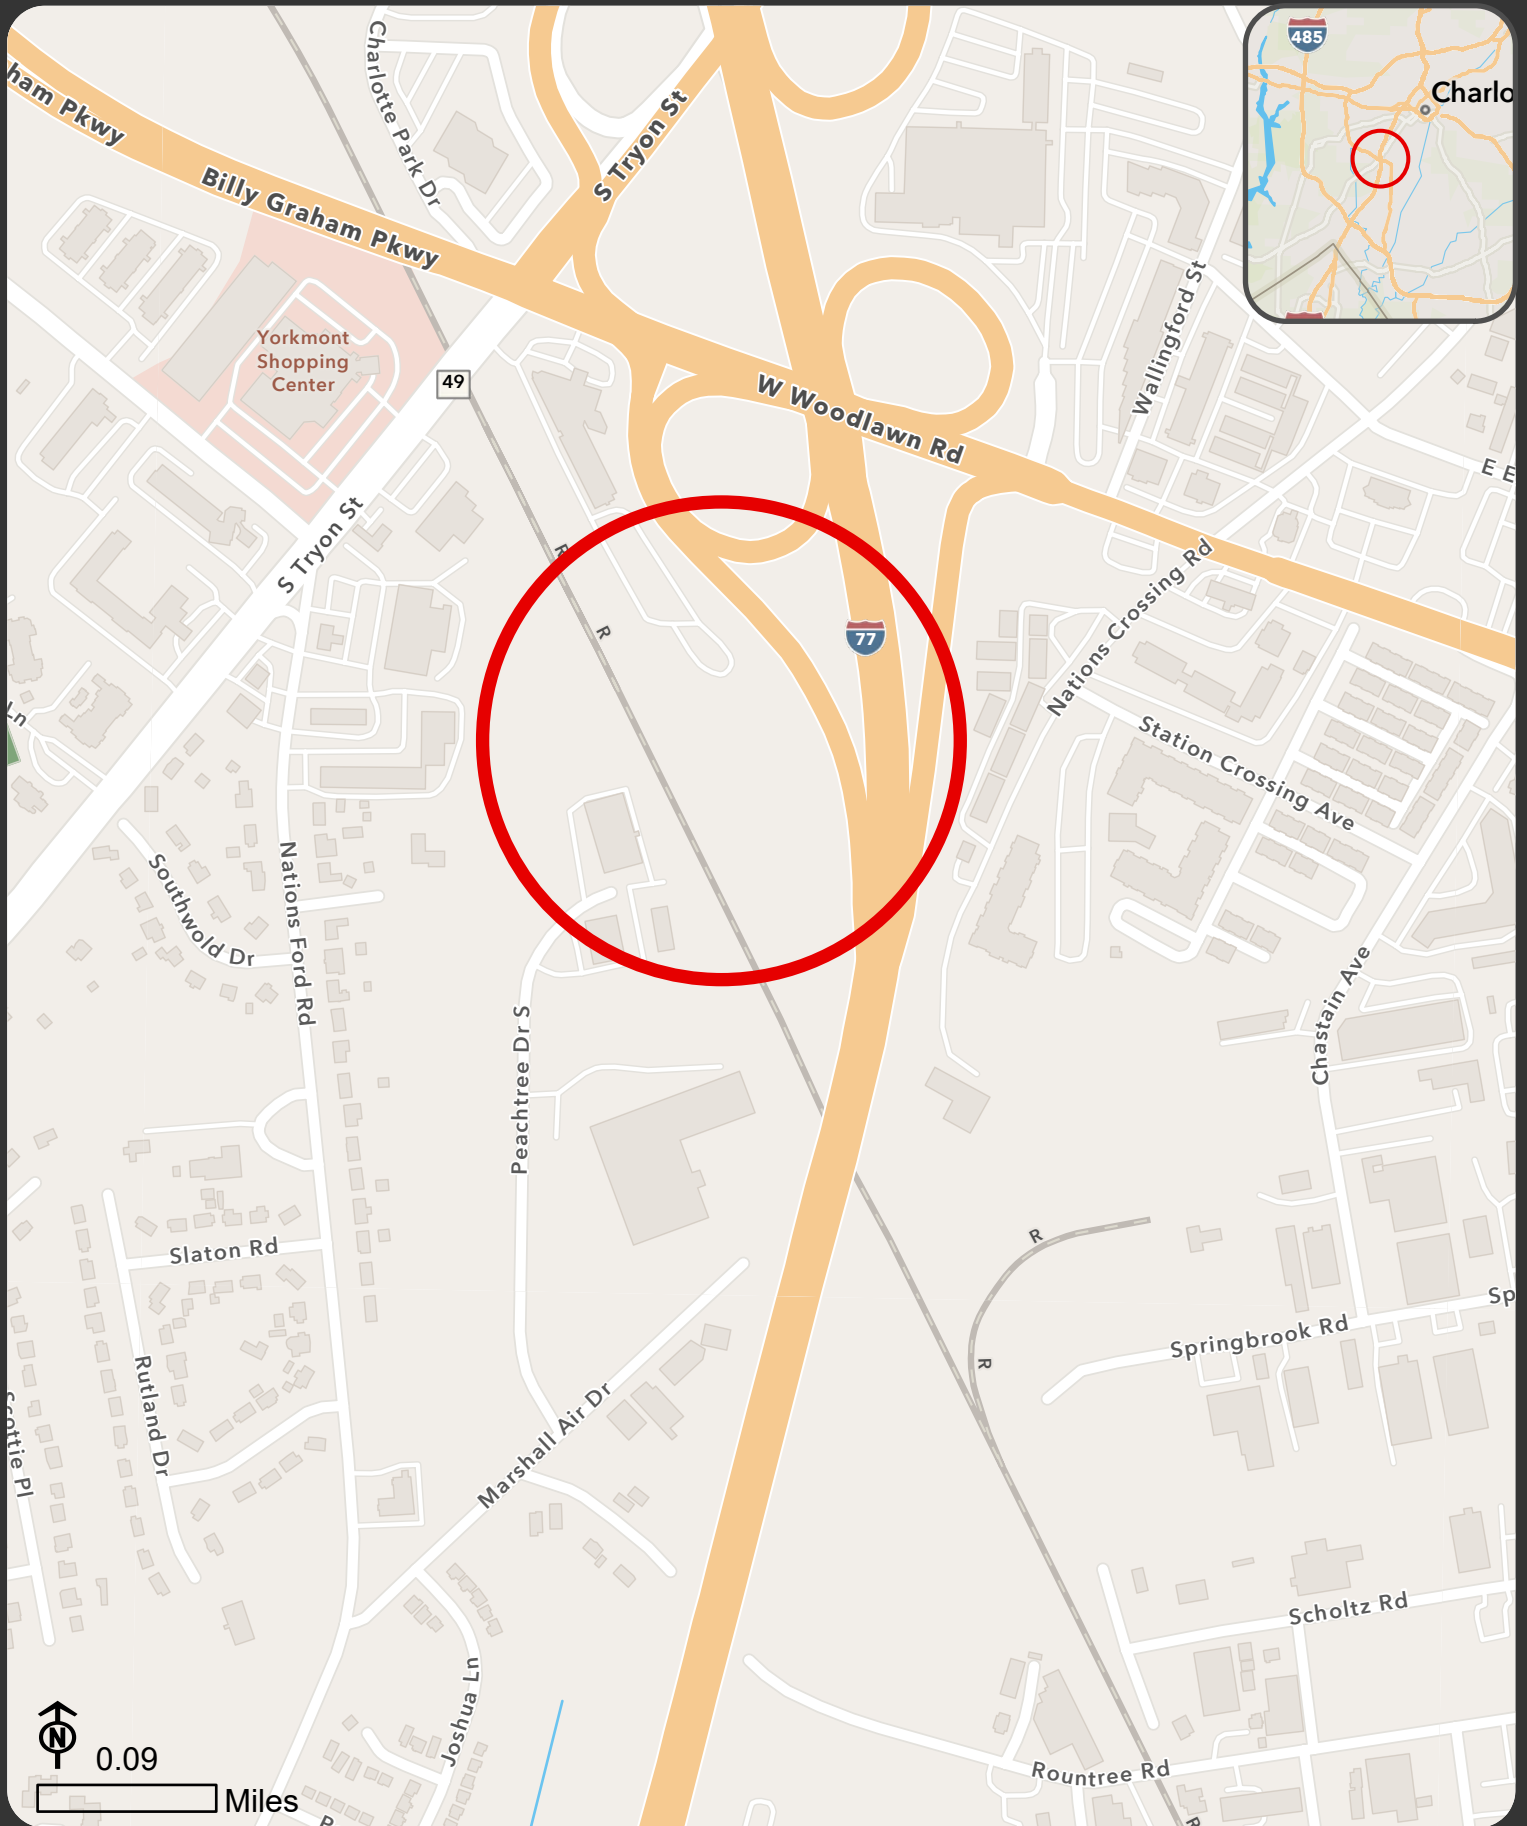 485
Charlo
ham Pkwy
Charlotte Park Dr
S Tryon St
Billy Graham Pkwy
Yorkmont
Shopping
Center
49
W Woodlawn Rd
Wallingford St
E E
S Tryon St
R
R
77
Nations Crossing Rd
Ln
Station Crossing Ave
Southwold Dr
Nations Ford Rd
Peachtree Dr S
Chastain Ave
Slaton Rd
R
R
Sp
Springbrook Rd
Rutland Dr
Scottie Pl
Marshall Air Dr
Scholtz Rd
Joshua Ln
N
0.09
Miles
Rountree Rd
R
P